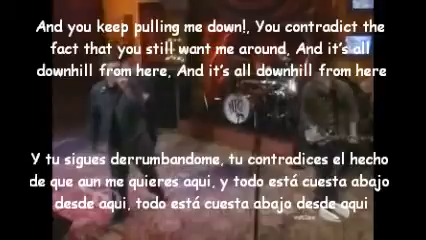 And you keep pulling me down!, You contradict the
fact that you still want me around, And it's all
downhill from here, And it's all downhill from here
Y tu sigues derrumbandome, tu contradices el hecho
de que aun me quieres aqui, y todo está cuesta abajo
desde aqui, todo está cuesta abajo desde aqui